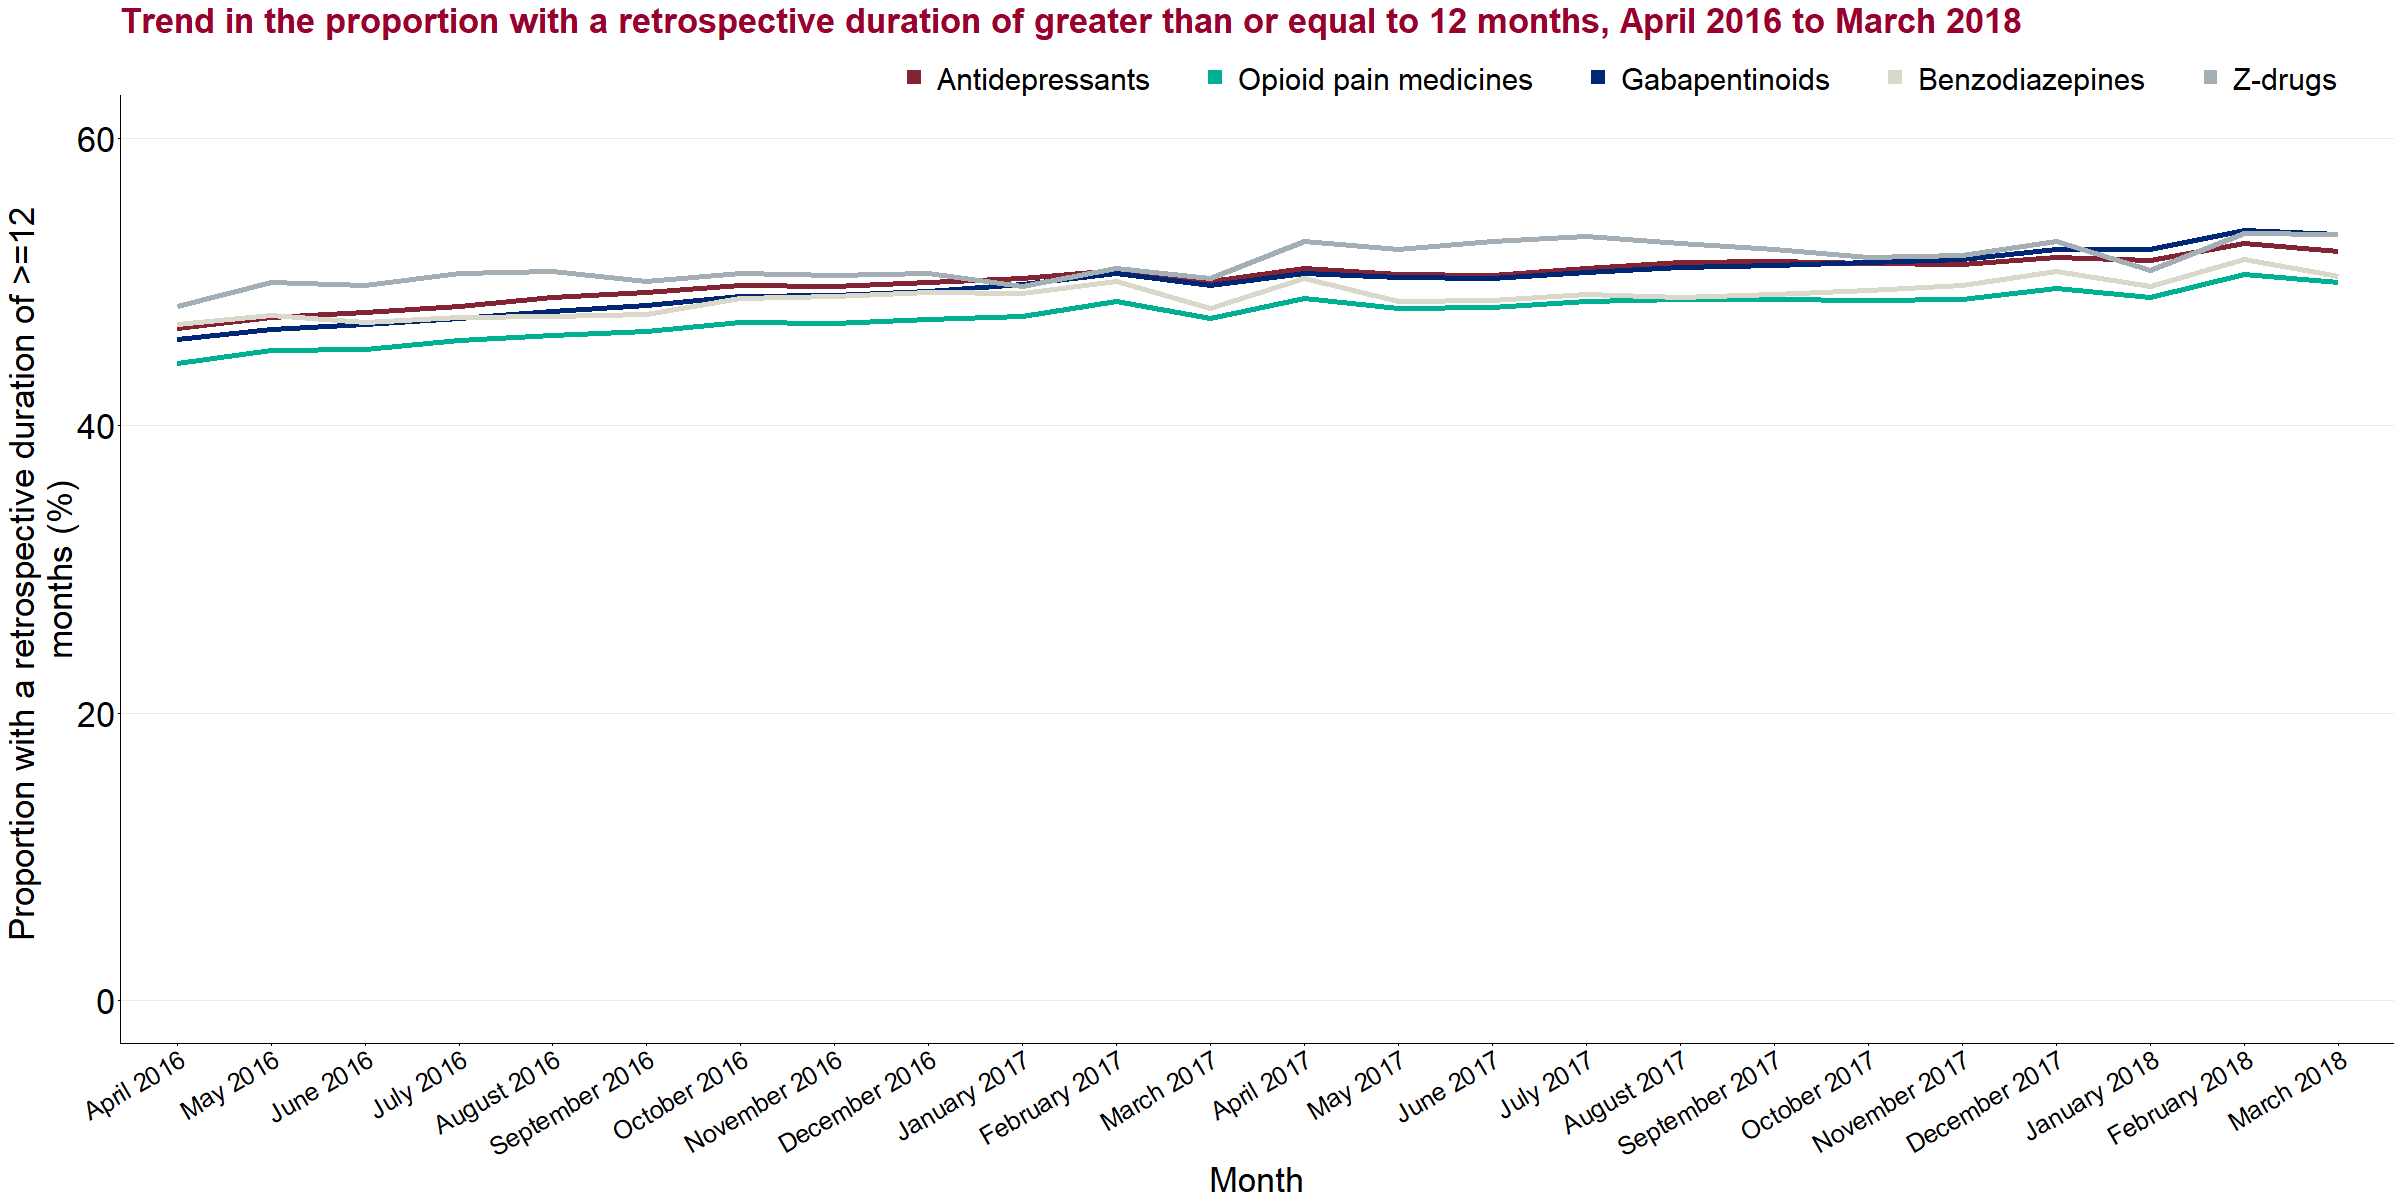 Trend in the proportion with a retrospective duration of greater than or equal to 12 months, April 2016 to March 2018
Antidepressants
Opioid pain medicines
Gabapentinoids
Benzodiazepines
Z-drugs
Proportion with a retrospective duration of >=12
months (%)
60
40
20
0
April 2016
May 2016
June 2016
July 2016
August 2016
September 2016
October 2016
November 2016
December 2016
January 2017
February 2017
March 2017
April 2017
May 2017
June 2017
July 2017
August 2017
September 2017
October 2017
November 2017
December 2017
January 2018
February 2018
March 2018
Month